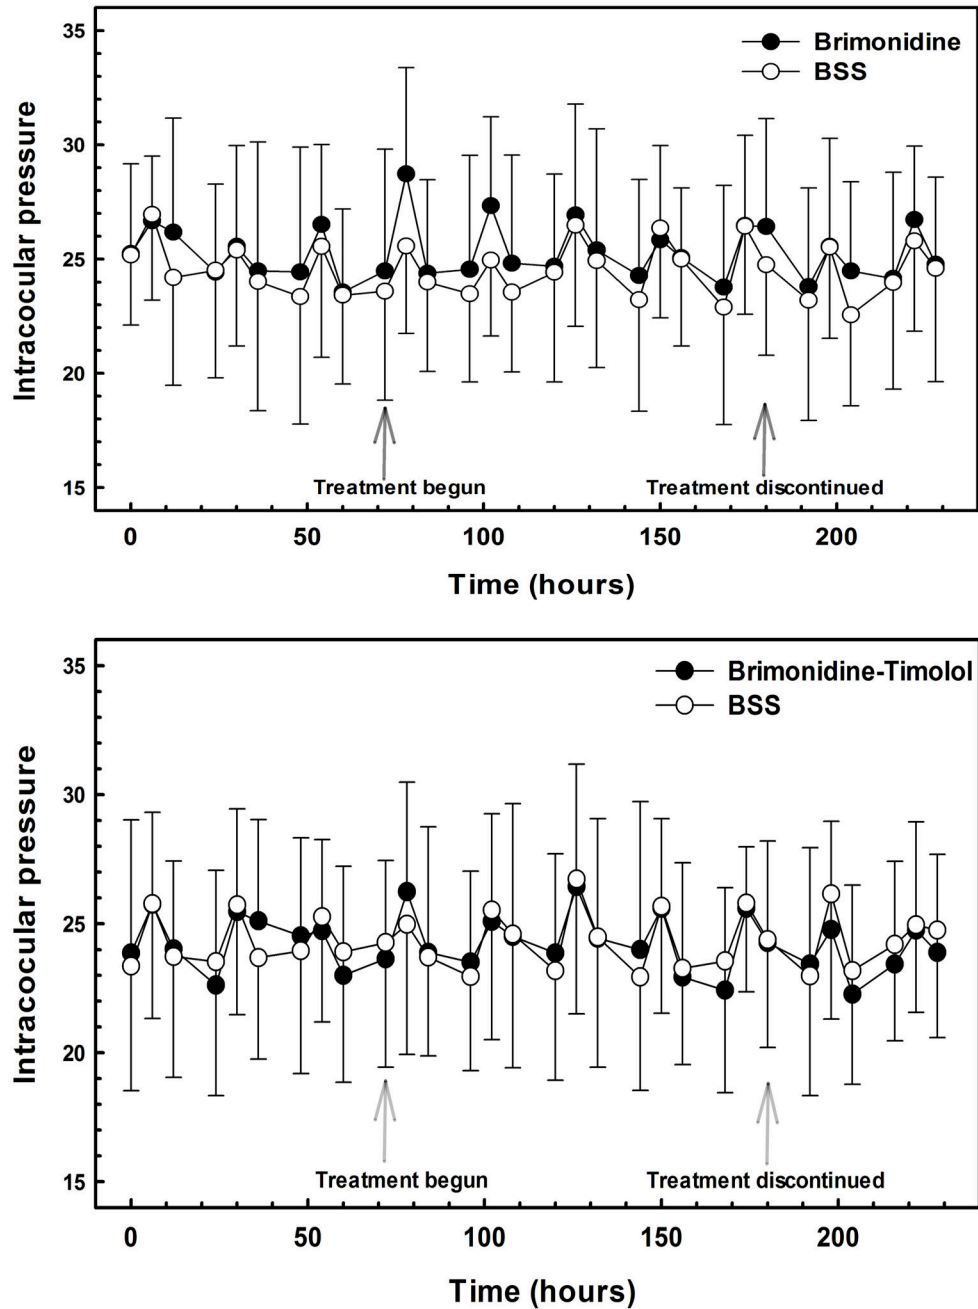 35
Brimonidine
BSS
30
25
20
15
Intraocular pressure
Treatment begun
Treatment discontinued
0 50 100 150 200
Time (hours)
35
Brimonidine-Timolol
BSS
30
25
20
15
Intraocular pressure
Treatment begun
Treatment discontinued
0 50 100 150 200
Time (hours)